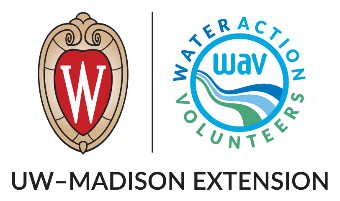 W
WATER ACTION
wav
VOLUNTEERS
UW–MADISON EXTENSION